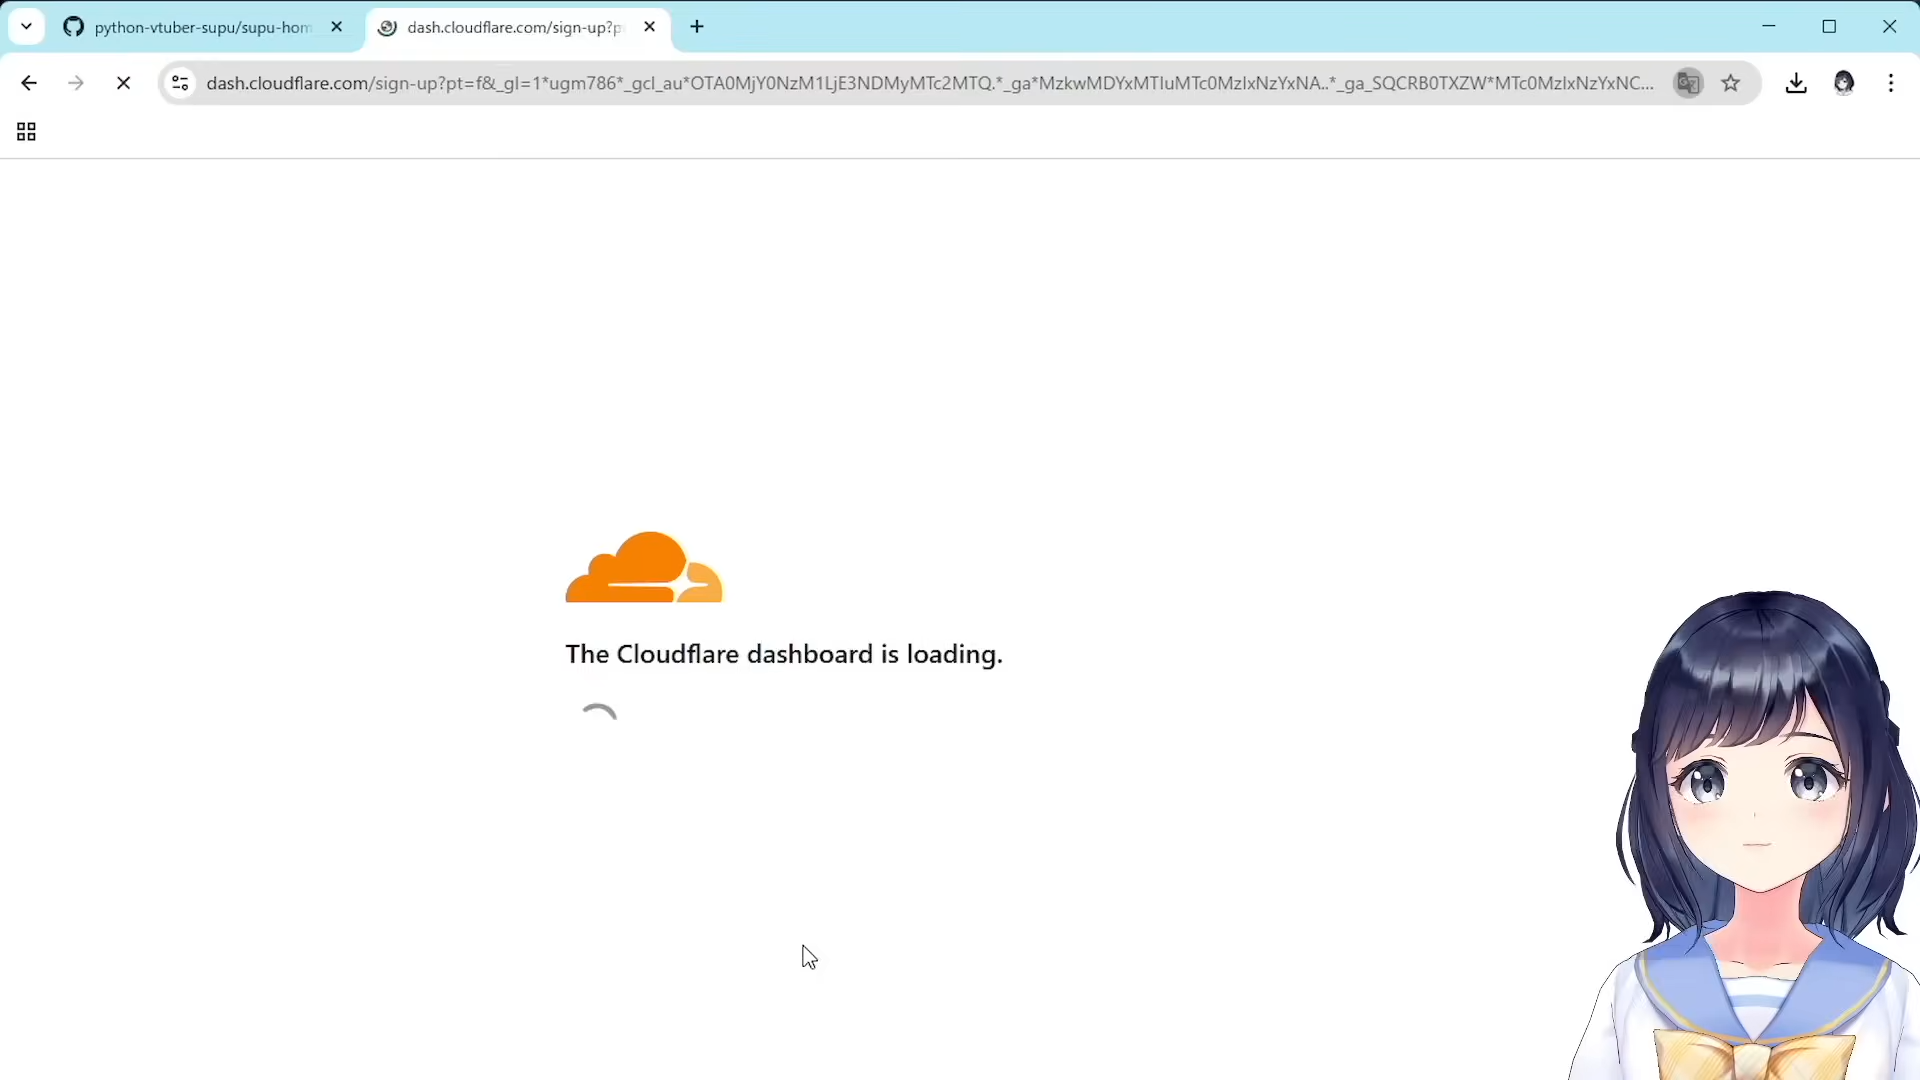 python-vtuber-supu/supu-hom
dash.cloudflare.com/sign-up?p
dash.cloudflare.com/sign-up?pt=f&_gl=1*ugm786*_gcl_au*OTA0MjY0NzM1LjE3NDMyMTc2MTQ.*_ga*MzkwMDYxMTIuMTc0MzIxNzYxNA..*_ga_SQCRB0TXZW*MTc0MzIxNzYxNC...
The Cloudflare dashboard is loading.